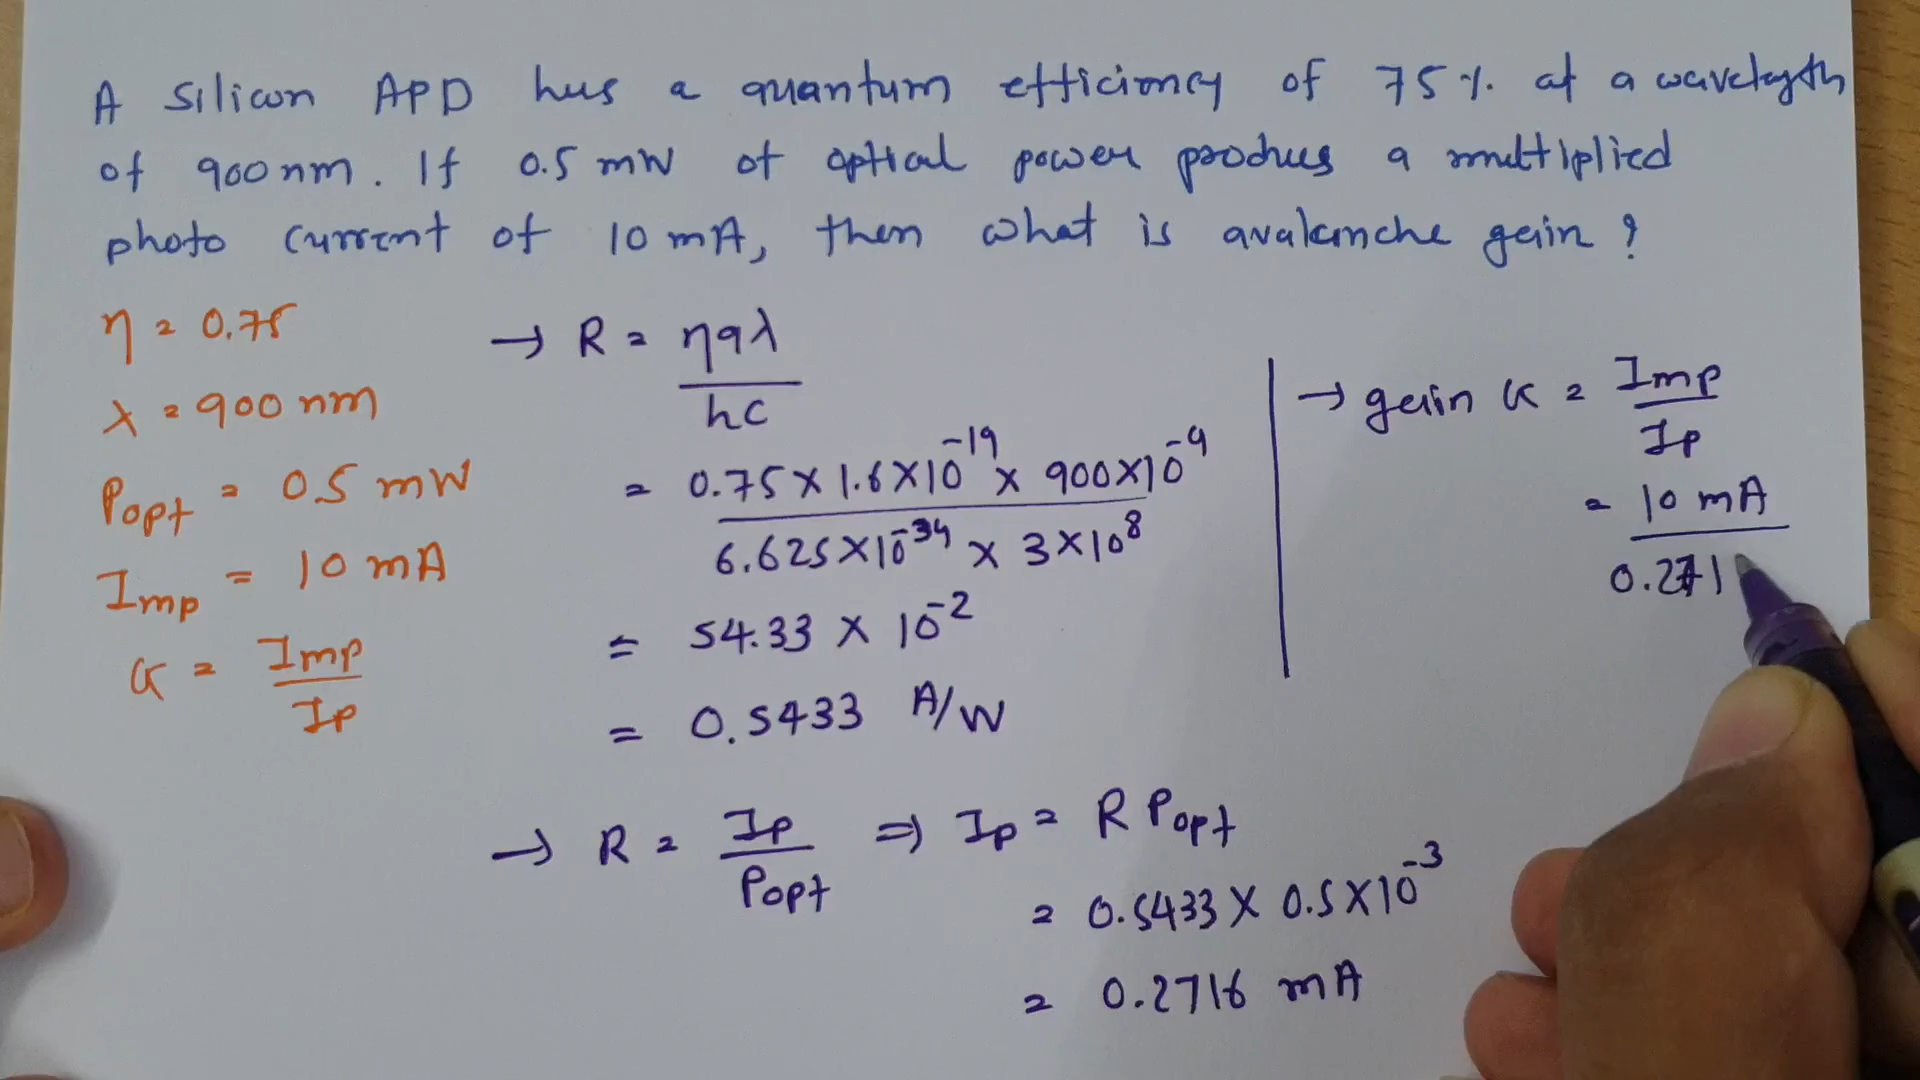 A Silicon APD has a quantum efficiency of 75% at a wavelength
of 900 nm. If 0.5 mW of optical power produces a multiplied
photo current of 10 mA, then what is avalanche gain?
η = 0.75
λ = 900 nm
Popt = 0.5 mW
Imp = 10 mA
G = Imp / Ip
→ R = ηqλ / hc
= 0.75 × 1.6 × 10^-19 × 900 × 10^-9 / 6.625 × 10^-34 × 3 × 10^8
= 54.33 × 10^-2
= 0.5433 A/W
→ R = Ip / Popt ⇒ Ip = R Popt
= 0.5433 × 0.5 × 10^-3
= 0.2716 mA
→ gain G = Imp / Ip
= 10 mA / 0.271